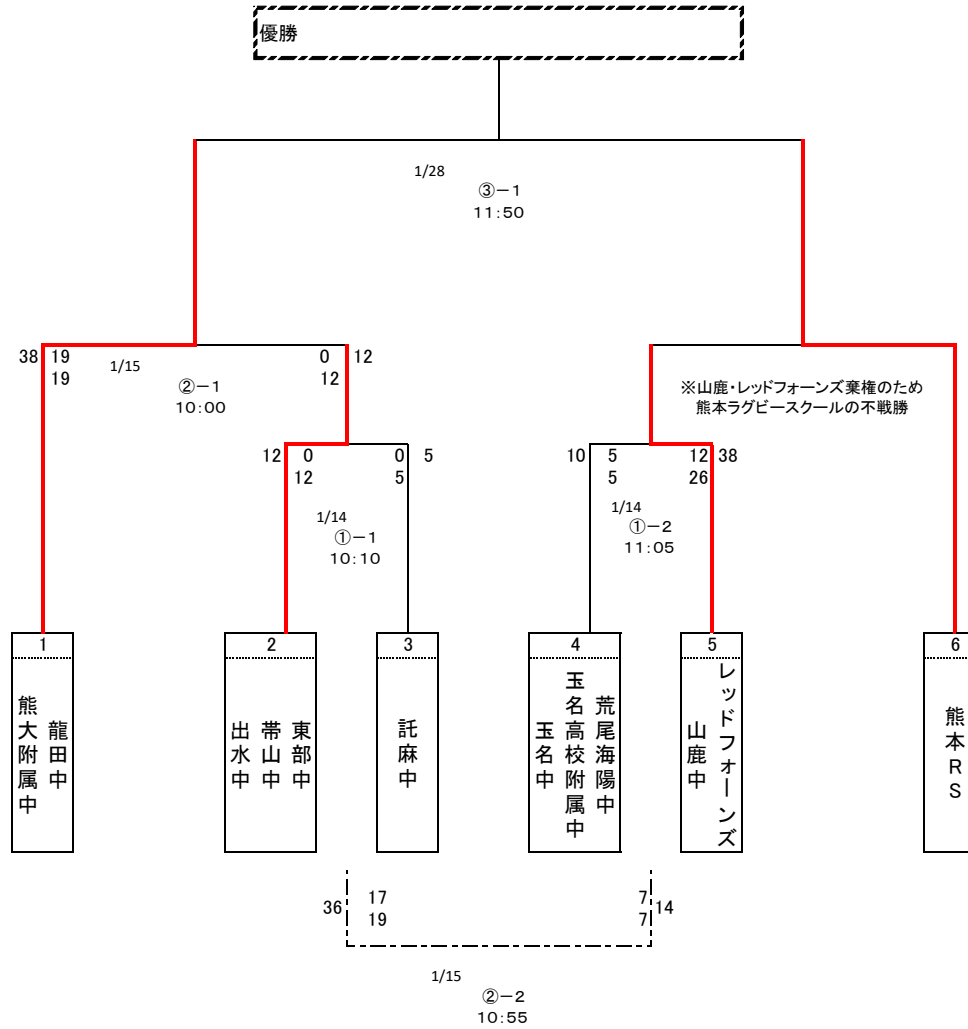 優勝
1/28
③－1
11：50
38 19 0 12
19 12
1/15
②－1
10：00
※山鹿・レッドフォーンズ棄権のため
熊本ラグビースクールの不戦勝
12 0 0 5
12 5
10 5 12 38
5 26
1/14
①－1
10：10
1/14
①－2
11：05
1
龍田中
熊大附属中
2
東部中
帯山中
出水中
3
託麻中
4
荒尾海陽中
玉名高校附属中
玉名中
5
レッドフォーンズ
山鹿中
6
熊本RS
36 17 7 14
19 7
1/15
②－2
10：55